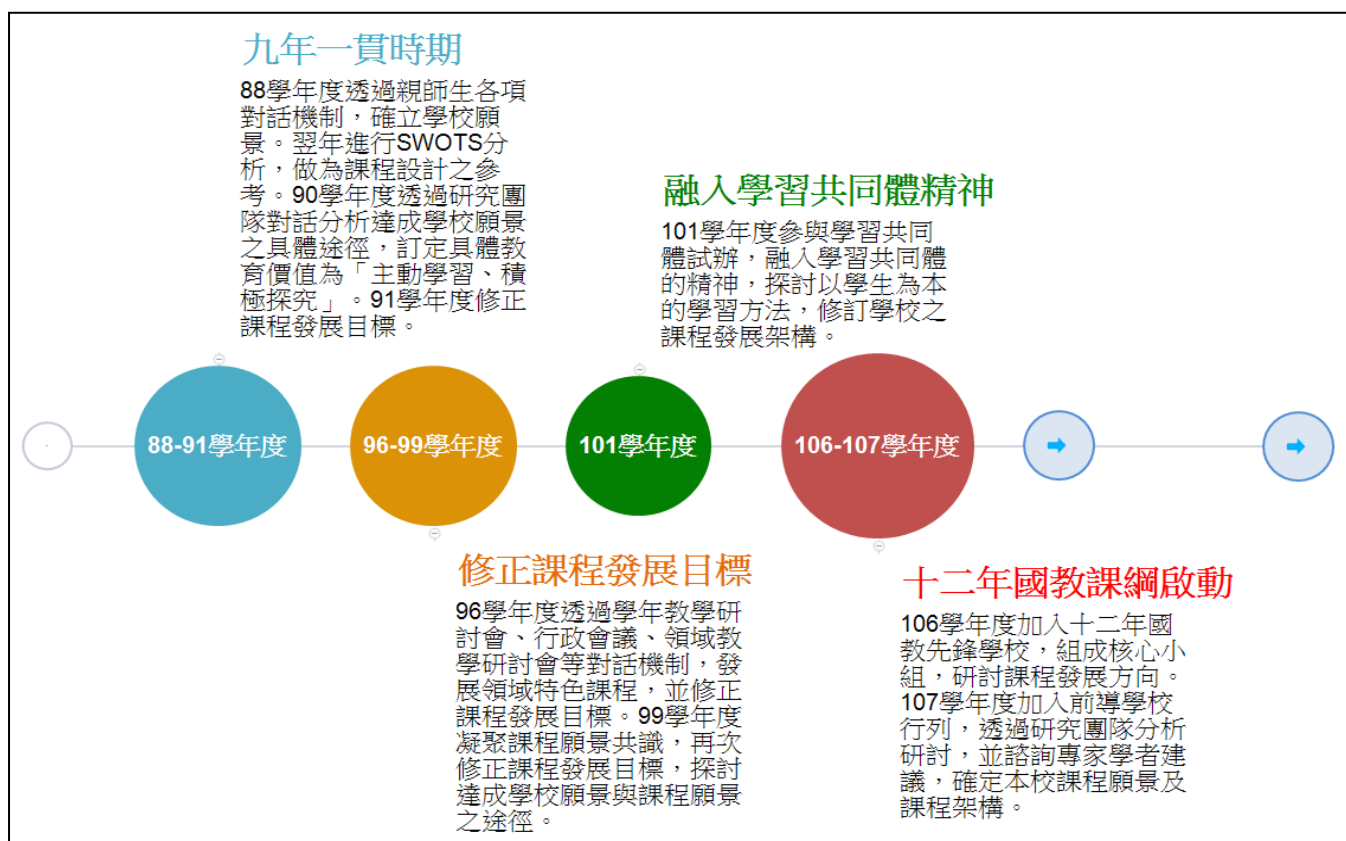 九年一貫時期
88學年度透過親師生各項
對話機制，確立學校願
景。翌年進行SWOTS分
析，做為課程設計之參
考。90學年度透過研究團
隊對話分析達成學校願景
之具體途徑，訂定具體教
育價值為「主動學習、積
極探究」。91學年度修正
課程發展目標。
融入學習共同體精神
101學年度參與學習共同
體試辦，融入學習共同體
的精神，探討以學生為本
的學習方法，修訂學校之
課程發展架構。
88-91學年度
96-99學年度
101學年度
106-107學年度
修正課程發展目標
96學年度透過學年教學研
討會、行政會議、領域教
學研討會等對話機制，發
展領域特色課程，並修正
課程發展目標。99學年度
凝聚課程願景共識，再次
修正課程發展目標，探討
達成學校願景與課程願景
之途徑。
十二年國教課綱啟動
106學年度加入十二年國
教先鋒學校，組成核心小
組，研討課程發展方向。
107學年度加入前導學校
行列，透過研究團隊分析
研討，並諮詢專家學者建
議，確定本校課程願景及
課程架構。